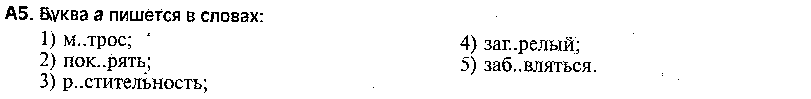 А5. Буква а пишется в словах:
1) м..трос;
2) пок..рять;
3) р..стительность;
4) заг..релый;
5) заб..вляться.